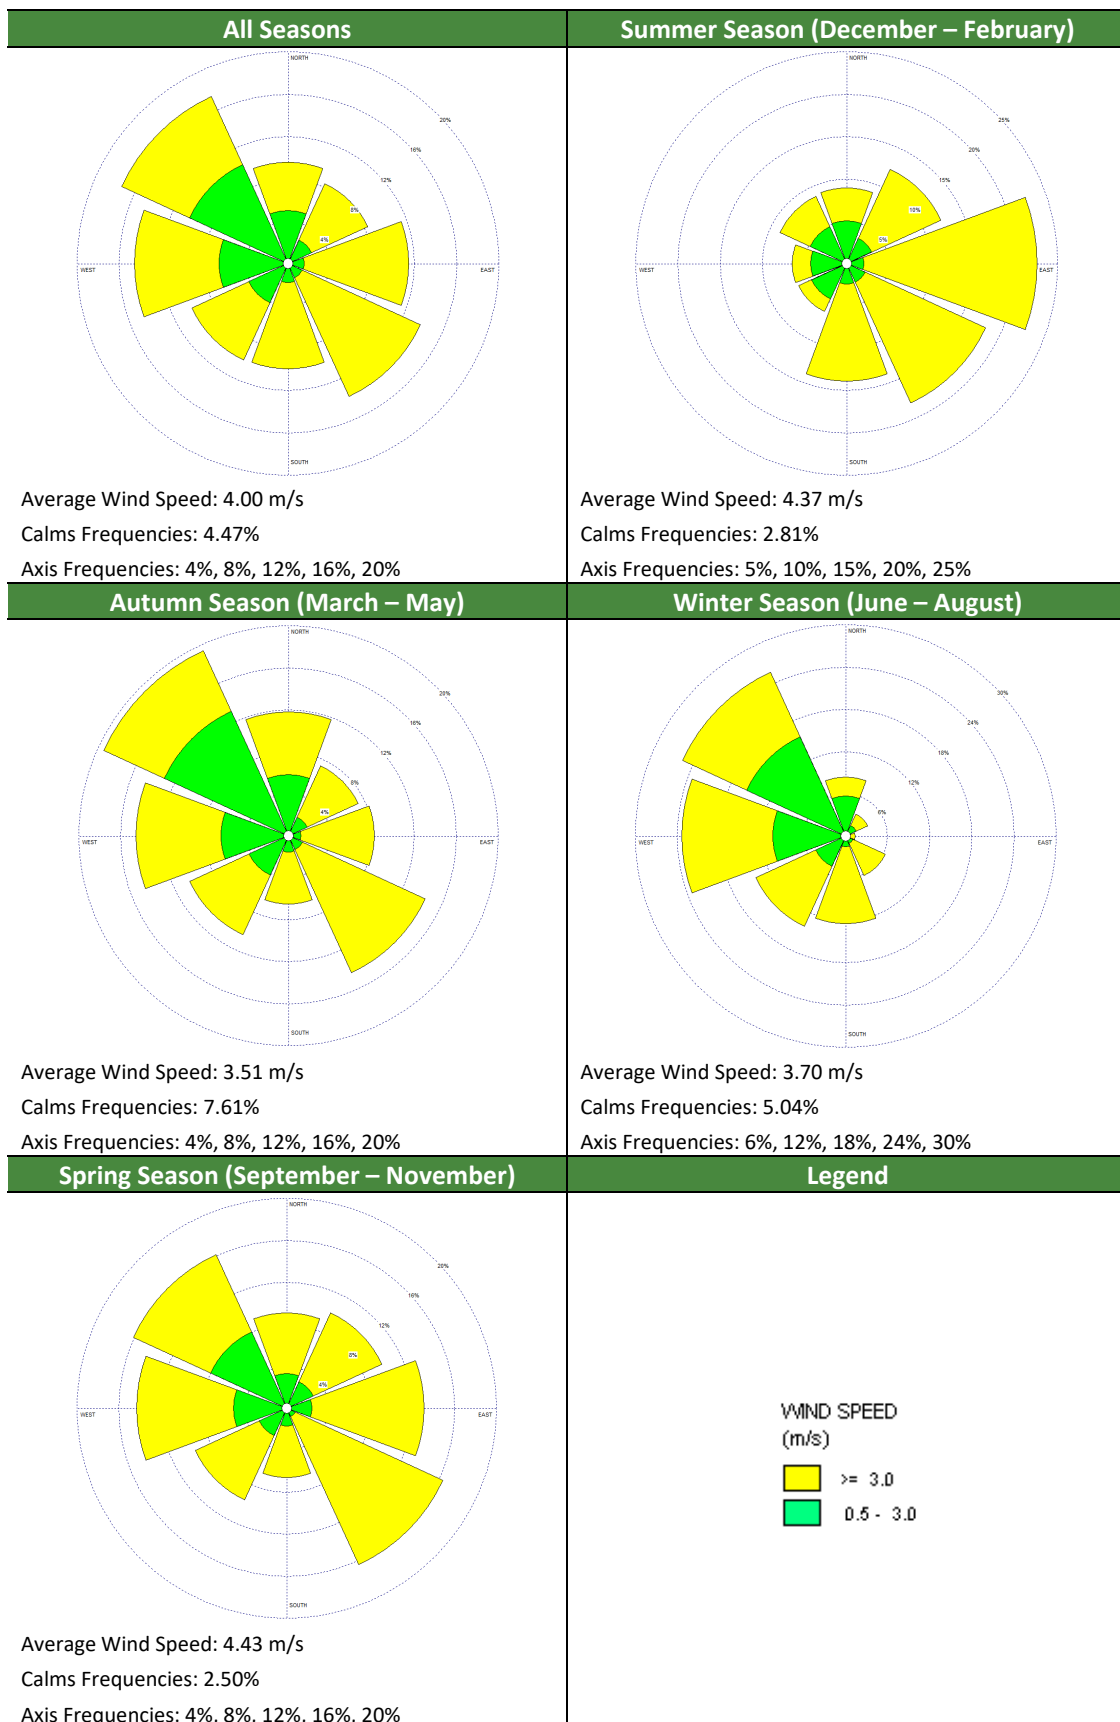 All Seasons
Summer Season (December – February)
NORTH
20%
16%
12%
8%
4%
WEST
EAST
SOUTH
NORTH
25%
20%
15%
10%
5%
WEST
EAST
SOUTH
Average Wind Speed: 4.00 m/s
Calms Frequencies: 4.47%
Axis Frequencies: 4%, 8%, 12%, 16%, 20%
Average Wind Speed: 4.37 m/s
Calms Frequencies: 2.81%
Axis Frequencies: 5%, 10%, 15%, 20%, 25%
Autumn Season (March – May)
Winter Season (June – August)
NORTH
20%
16%
12%
8%
4%
WEST
EAST
SOUTH
NORTH
30%
24%
18%
12%
6%
WEST
EAST
SOUTH
Average Wind Speed: 3.51 m/s
Calms Frequencies: 7.61%
Axis Frequencies: 4%, 8%, 12%, 16%, 20%
Average Wind Speed: 3.70 m/s
Calms Frequencies: 5.04%
Axis Frequencies: 6%, 12%, 18%, 24%, 30%
Spring Season (September – November)
Legend
NORTH
20%
16%
12%
8%
4%
WEST
EAST
SOUTH
WIND SPEED
(m/s)
>= 3.0
0.5 - 3.0
Average Wind Speed: 4.43 m/s
Calms Frequencies: 2.50%
Axis Frequencies: 4%, 8%, 12%, 16%, 20%